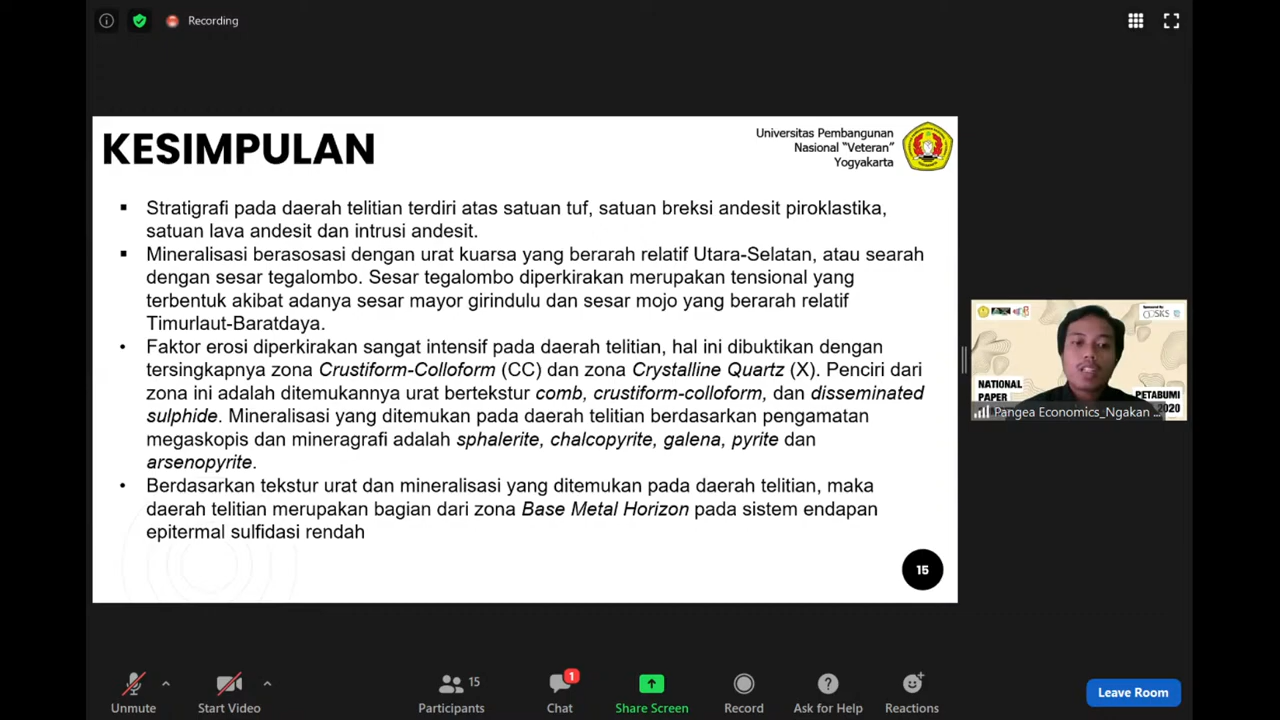 Recording
KESIMPULAN
Universitas Pembangunan
Nasional “Veteran”
Yogyakarta
▪ Stratigrafi pada daerah telitian terdiri atas satuan tuf, satuan breksi andesit piroklastika,
satuan lava andesit dan intrusi andesit.
▪ Mineralisasi berasosasi dengan urat kuarsa yang berarah relatif Utara-Selatan, atau searah
dengan sesar tegalombo. Sesar tegalombo diperkirakan merupakan tensional yang
terbentuk akibat adanya sesar mayor girindulu dan sesar mojo yang berarah relatif
Timurlaut-Baratdaya.
• Faktor erosi diperkirakan sangat intensif pada daerah telitian, hal ini dibuktikan dengan
tersingkapnya zona Crustiform-Colloform (CC) dan zona Crystalline Quartz (X). Penciri dari
zona ini adalah ditemukannya urat bertekstur comb, crustiform-colloform, dan disseminated
sulphide. Mineralisasi yang ditemukan pada daerah telitian berdasarkan pengamatan
megaskopis dan mineragrafi adalah sphalerite, chalcopyrite, galena, pyrite dan
arsenopyrite.
• Berdasarkan tekstur urat dan mineralisasi yang ditemukan pada daerah telitian, maka
daerah telitian merupakan bagian dari zona Base Metal Horizon pada sistem endapan
epitermal sulfidasi rendah
15
NATIONAL
PAPER
PETABUMI
2020
Pangea Economics_Ngakan ...
Unmute
Start Video
15
Participants
1
Chat
Share Screen
Record
Ask for Help
Reactions
Leave Room